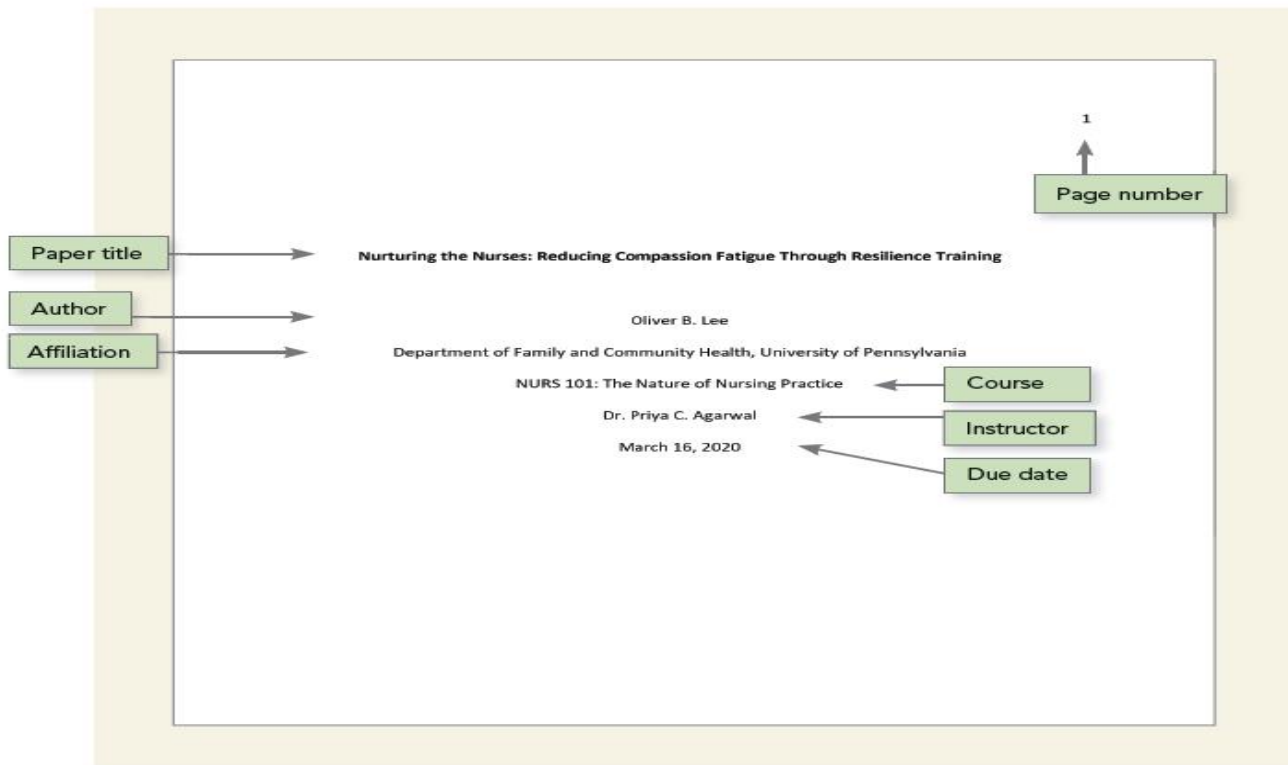 1
Page number
Paper title
Nurturing the Nurses: Reducing Compassion Fatigue Through Resilience Training
Author
Oliver B. Lee
Affiliation
Department of Family and Community Health, University of Pennsylvania
NURS 101: The Nature of Nursing Practice
Course
Dr. Priya C. Agarwal
Instructor
March 16, 2020
Due date